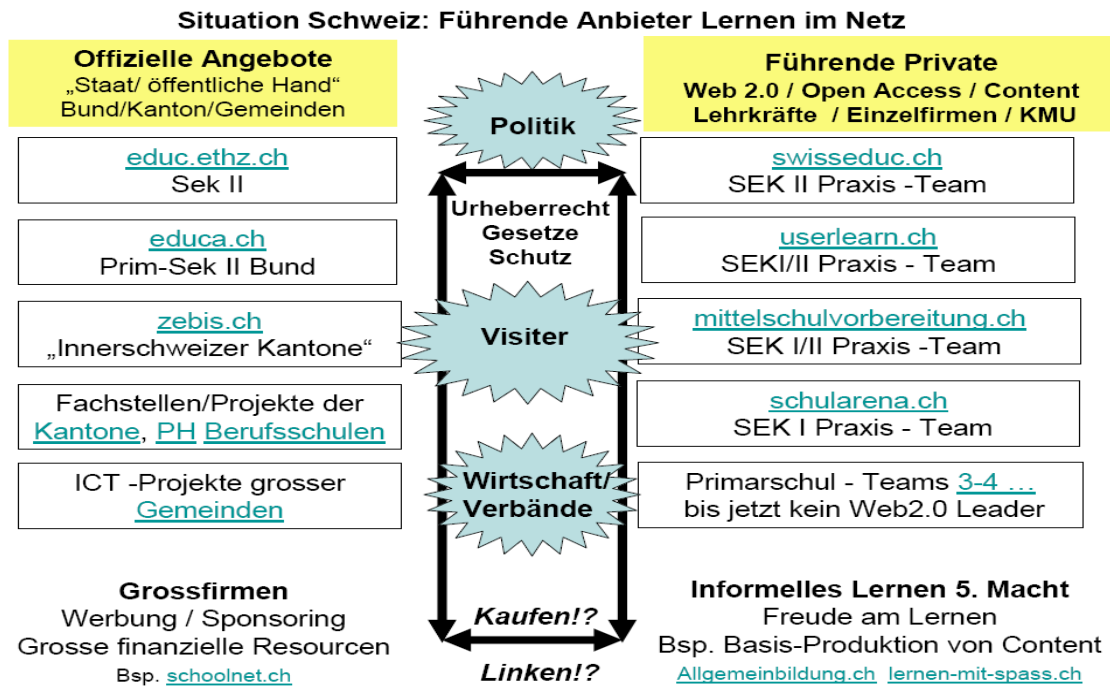 Situation Schweiz: Führende Anbieter Lernen im Netz
Offizielle Angebote
„Staat/ öffentliche Hand“
Bund/Kanton/Gemeinden
educ.ethz.ch
Sek II
educa.ch
Prim-Sek II Bund
zebis.ch
„Innerschweizer Kantone“
Fachstellen/Projekte der
Kantone, PH Berufsschulen
ICT -Projekte grosser
Gemeinden
Grossfirmen
Werbung / Sponsoring
Grosse finanzielle Resourcen
Bsp. schoolnet.ch
Politik
Urheberrecht
Gesetze
Schutz
Visiter
Wirtschaft/
Verbände
Kaufen!?
Linken!?
Führende Private
Web 2.0 / Open Access / Content
Lehrkräfte / Einzelfirmen / KMU
swisseduc.ch
SEK II Praxis -Team
userlearn.ch
SEKI/II Praxis - Team
mittelschulvorbereitung.ch
SEK I/II Praxis -Team
schularena.ch
SEK I Praxis - Team
Primarschul - Teams 3-4 ...
bis jetzt kein Web2.0 Leader
Informelles Lernen 5. Macht
Freude am Lernen
Bsp. Basis-Produktion von Content
Allgemeinbildung.ch lernen-mit-spass.ch